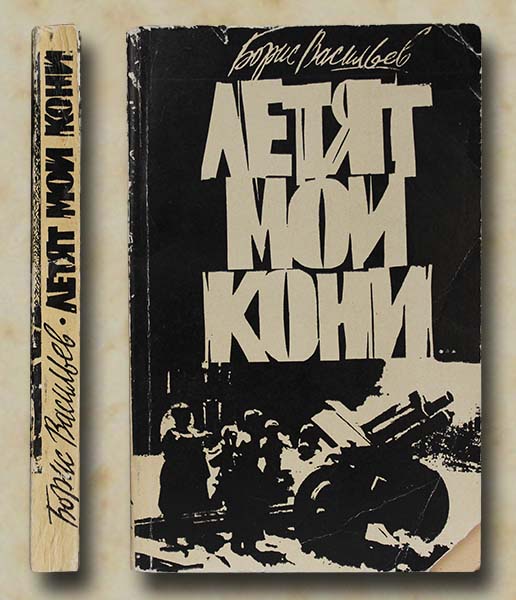 Борис Васильев · ЛЕТЯТ МОИ КОНИ
Борис Васильев
ЛЕТЯТ
МОИ
КОНИ